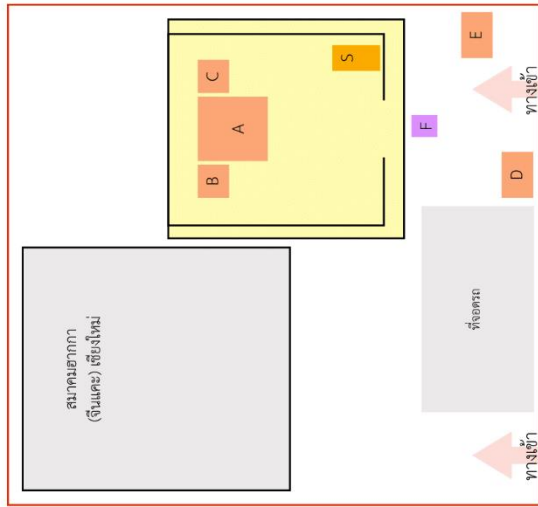 สมาคมฮากกา
(จีนแคะ) เชียงใหม่
B
A
C
S
F
E
D
ที่จอดรถ
ทางเข้า
ทางเข้า